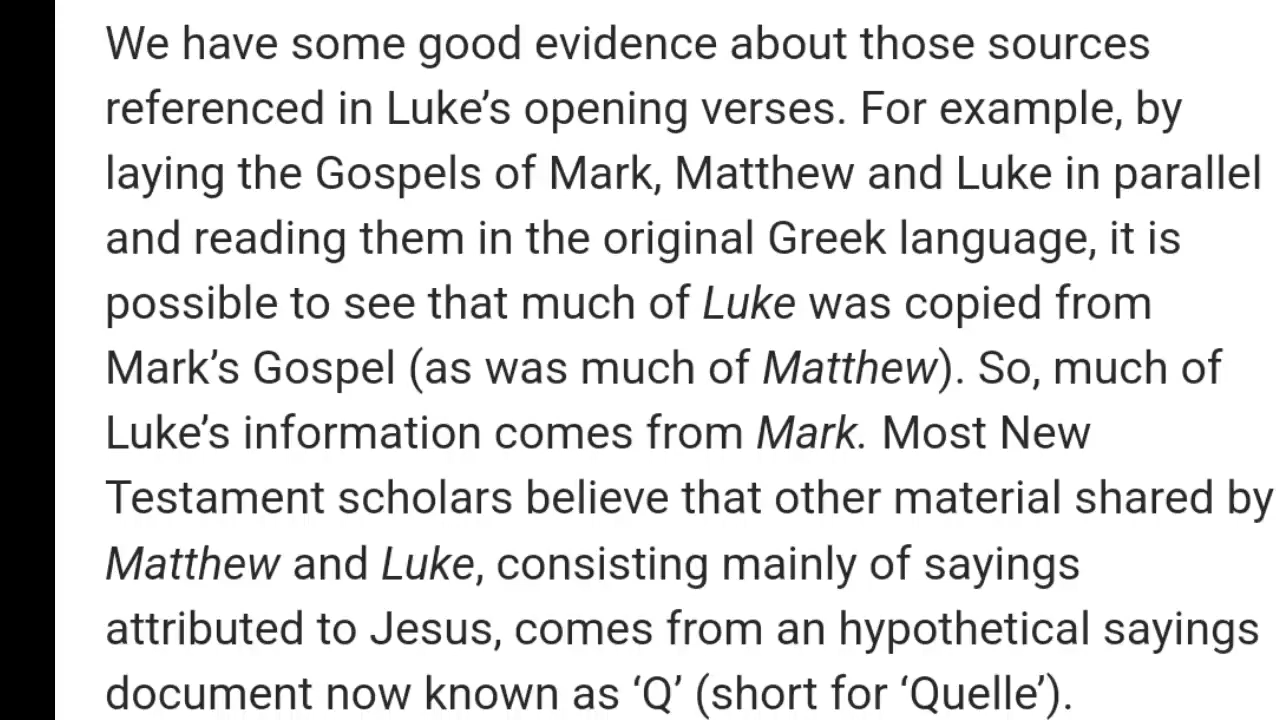 We have some good evidence about those sources
referenced in Luke’s opening verses. For example, by
laying the Gospels of Mark, Matthew and Luke in parallel
and reading them in the original Greek language, it is
possible to see that much of Luke was copied from
Mark’s Gospel (as was much of Matthew). So, much of
Luke’s information comes from Mark. Most New
Testament scholars believe that other material shared by
Matthew and Luke, consisting mainly of sayings
attributed to Jesus, comes from an hypothetical sayings
document now known as ‘Q’ (short for ‘Quelle’).